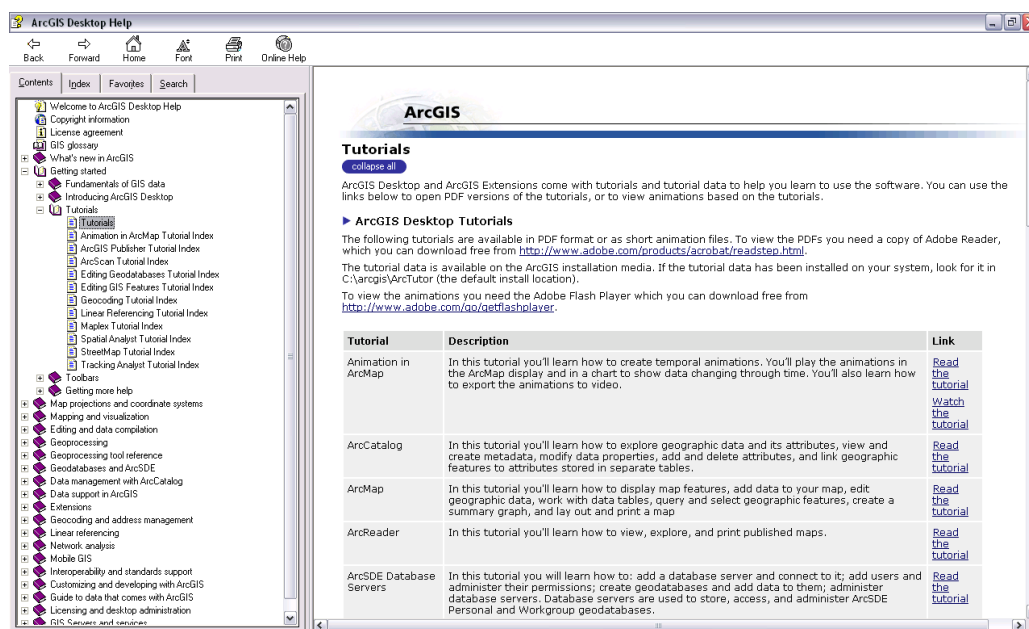 ArcGIS Desktop Help
Back Forward Home Font Print Online Help
Contents Index Favorites Search
Welcome to ArcGIS Desktop Help
Copyright information
License agreement
GIS glossary
What's new in ArcGIS
Getting started
Fundamentals of GIS data
Introducing ArcGIS Desktop
Tutorials
Tutorials
Animation in ArcMap Tutorial Index
ArcGIS Publisher Tutorial Index
ArcScan Tutorial Index
Editing Geodatabases Tutorial Index
Editing GIS Features Tutorial Index
Geocoding Tutorial Index
Linear Referencing Tutorial Index
Maplex Tutorial Index
Spatial Analyst Tutorial Index
StreetMap Tutorial Index
Tracking Analyst Tutorial Index
Toolbars
Getting more help
Map projections and coordinate systems
Mapping and visualization
Editing and data compilation
Geoprocessing
Geoprocessing tool reference
Geodatabases and ArcSDE
Data management with ArcCatalog
Data support in ArcGIS
Extensions
Geocoding and address management
Linear referencing
Network analysis
Mobile GIS
Interoperability and standards support
Customizing and developing with ArcGIS
Guide to data that comes with ArcGIS
Licensing and desktop administration
GIS Servers and services
ArcGIS
Tutorials
collapse all
ArcGIS Desktop and ArcGIS Extensions come with tutorials and tutorial data to help you learn to use the software. You can use the
links below to open PDF versions of the tutorials, or to view animations based on the tutorials.
ArcGIS Desktop Tutorials
The following tutorials are available in PDF format or as short animation files. To view the PDFs you need a copy of Adobe Reader,
which you can download free from http://www.adobe.com/products/acrobat/readstep.html.
The tutorial data is available on the ArcGIS installation media. If the tutorial data has been installed on your system, look for it in
C:\arcgis\ArcTutor (the default install location).
To view the animations you need the Adobe Flash Player which you can download free from
http://www.adobe.com/go/getflashplayer.
Tutorial Description Link
Animation in In this tutorial you'll learn how to create temporal animations. You'll play the animations in Read
ArcMap the ArcMap display and in a chart to show data changing through time. You'll also learn how the
to export the animations to video. tutorial
Watch
the
tutorial
ArcCatalog In this tutorial you'll learn how to explore geographic data and its attributes, view and Read
create metadata, modify data properties, add and delete attributes, and link geographic the
features to attributes stored in separate tables. tutorial
ArcMap In this tutorial you'll learn how to display map features, add data to your map, edit Read
geographic data, work with data tables, query and select geographic features, create a the
summary graph, and lay out and print a map tutorial
ArcReader In this tutorial you'll learn how to view, explore, and print published maps. Read
the
tutorial
ArcSDE Database In this tutorial you will learn how to: add a database server and connect to it; add users and Read
Servers administer their permissions; create geodatabases and add data to them; administer the
database servers. Database servers are used to store, access, and administer ArcSDE tutorial
Personal and Workgroup geodatabases.